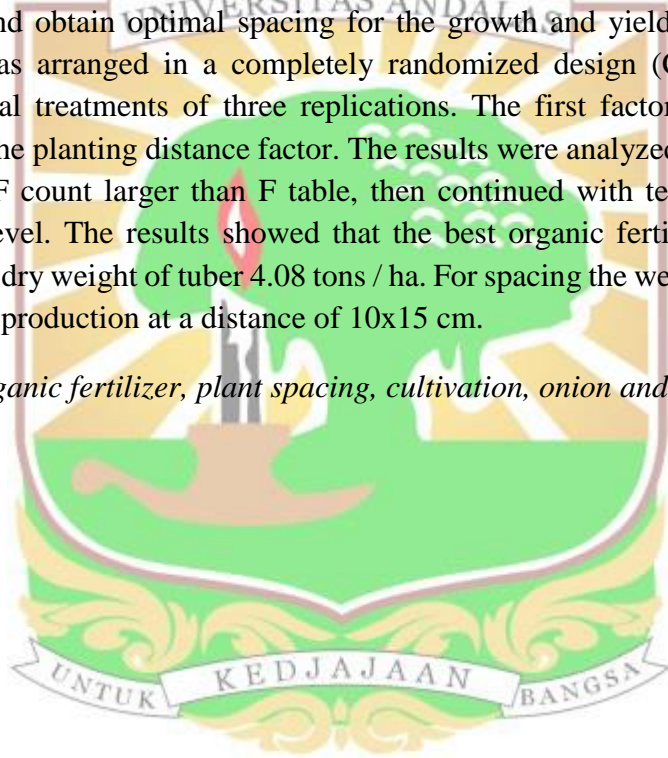 UNIVERSITAS ANDALAS
nd obtain optimal spacing for the growth and yield
as arranged in a completely randomized design (
al treatments of three replications. The first factor
he planting distance factor. The results were analyzed
F count larger than F table, then continued with te
evel. The results showed that the best organic ferti
dry weight of tuber 4.08 tons / ha. For spacing the we
production at a distance of 10x15 cm.
ganic fertilizer, plant spacing, cultivation, onion and
UNTUK KEDJAJAAN BANGSA